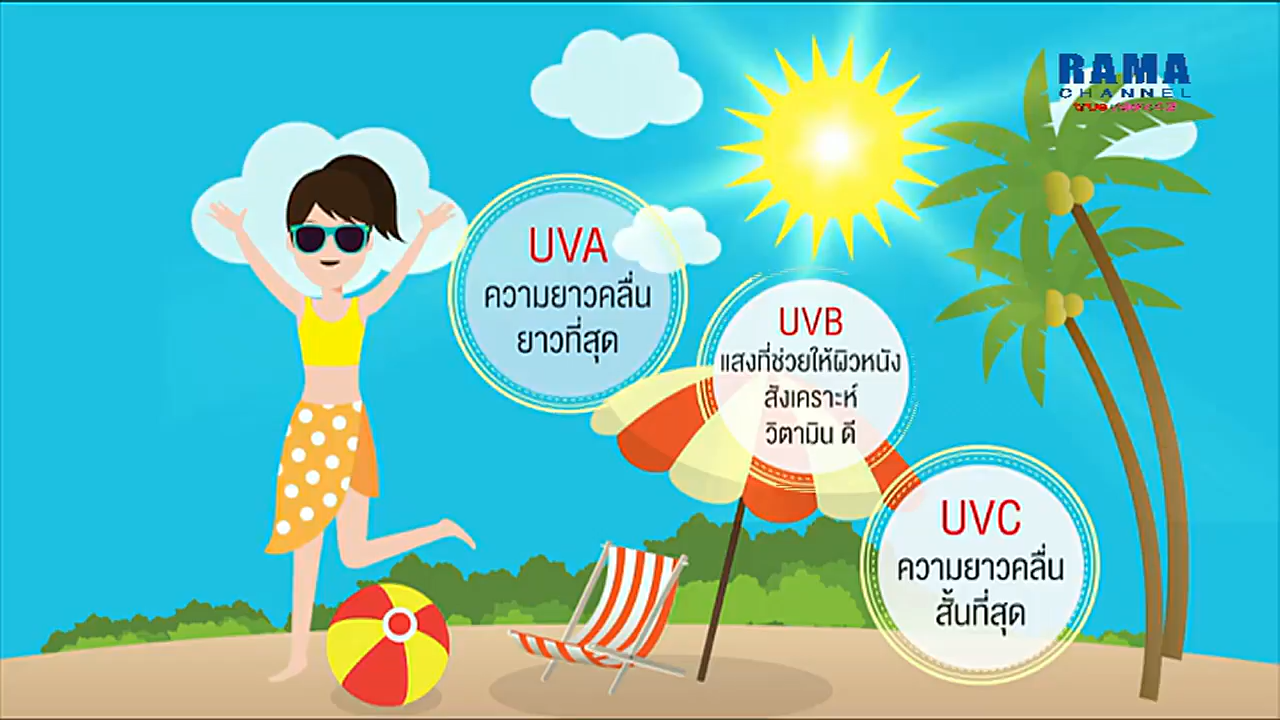 RAMA
CHANNEL
UVA
ความยาวคลื่น
ยาวที่สุด
UVB
แสงที่ช่วยให้ผิวหนัง
สังเคราะห์
วิตามิน ดี
UVC
ความยาวคลื่น
สั้นที่สุด